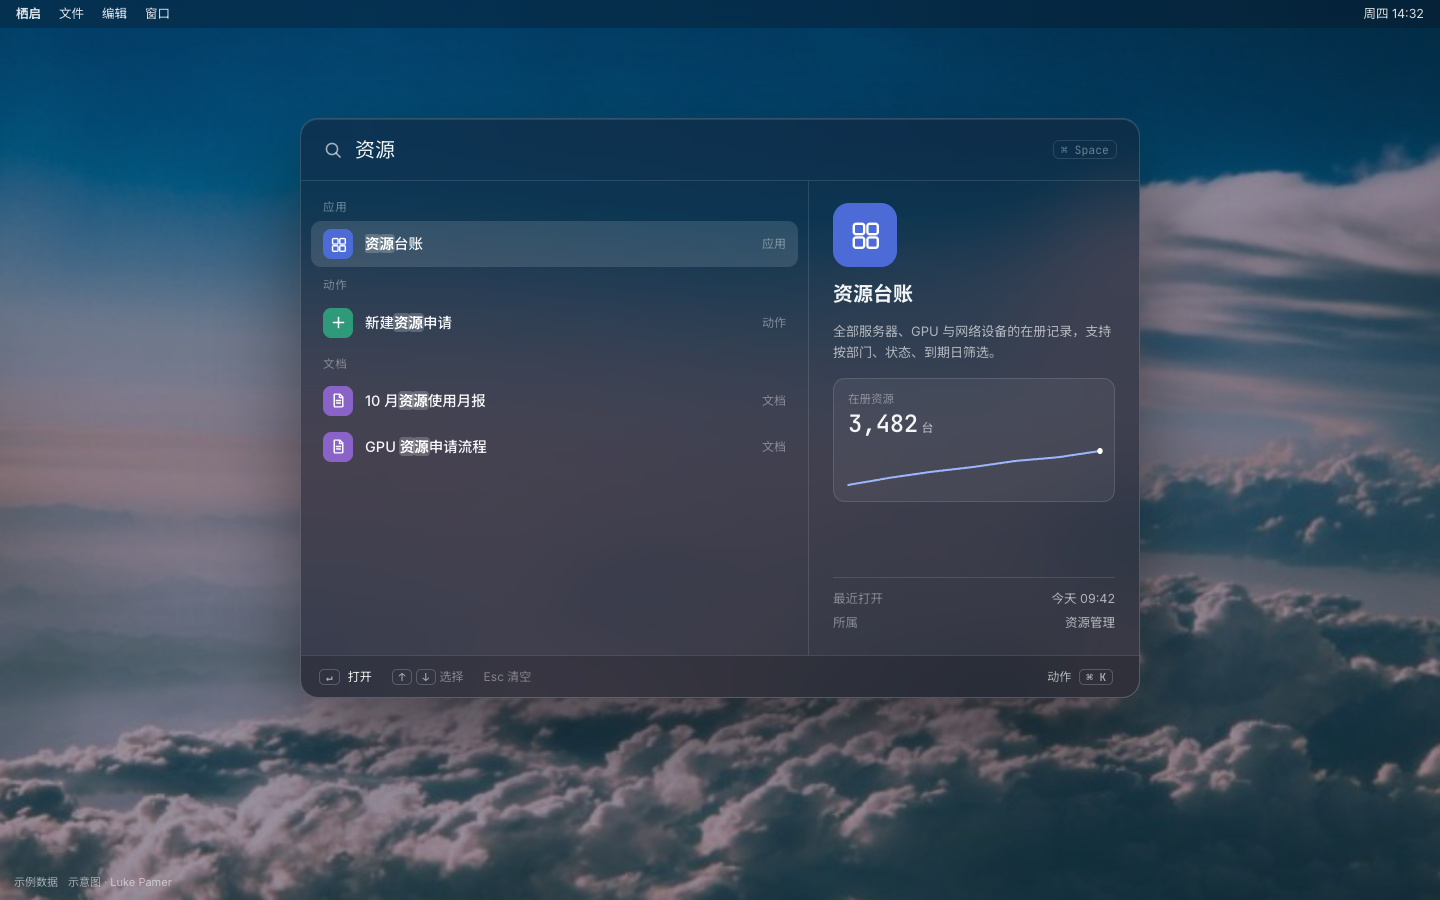 栖启 文件 编辑 窗口 周四 14:32
资源 ⌘ Space
应用
资源台账 应用
动作
新建资源申请 动作
文档
10 月资源使用月报 文档
GPU 资源申请流程 文档
资源台账
全部服务器、GPU 与网络设备的在册记录，支持
按部门、状态、到期日筛选。
在册资源
3,482 台
最近打开 今天 09:42
所属 资源管理
↵ 打开 ↑ ↓ 选择 Esc 清空 动作 ⌘ K
示例数据 示意图 · Luke Pamer